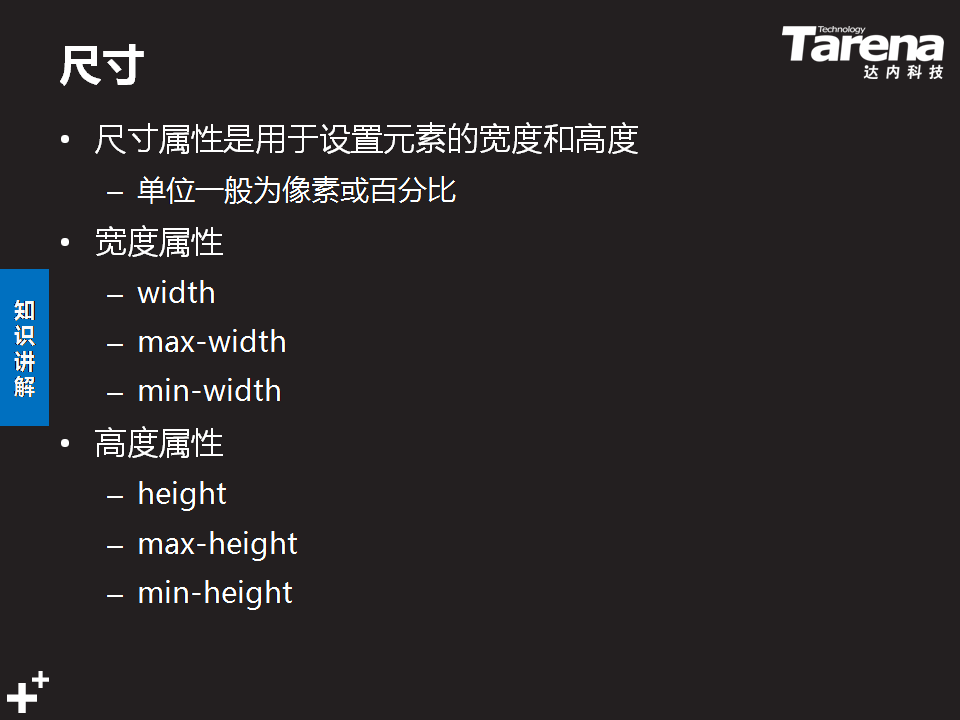 尺寸
Technology
Tarena
达内科技
• 尺寸属性是用于设置元素的宽度和高度
– 单位一般为像素或百分比
• 宽度属性
– width
– max-width
– min-width
• 高度属性
– height
– max-height
– min-height
知识讲解